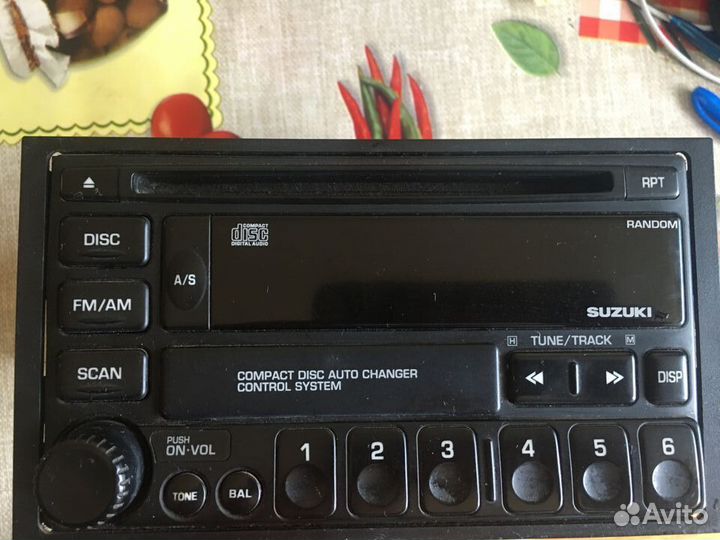 RPT
DISC
COMPACT
disc
DIGITAL AUDIO
RANDOM
A/S
FM/AM
SUZUKI
H TUNE/TRACK M
SCAN
COMPACT DISC AUTO CHANGER
CONTROL SYSTEM
DISP
PUSH
ON·VOL
1 2 3 4 5 6
TONE
BAL
Avito